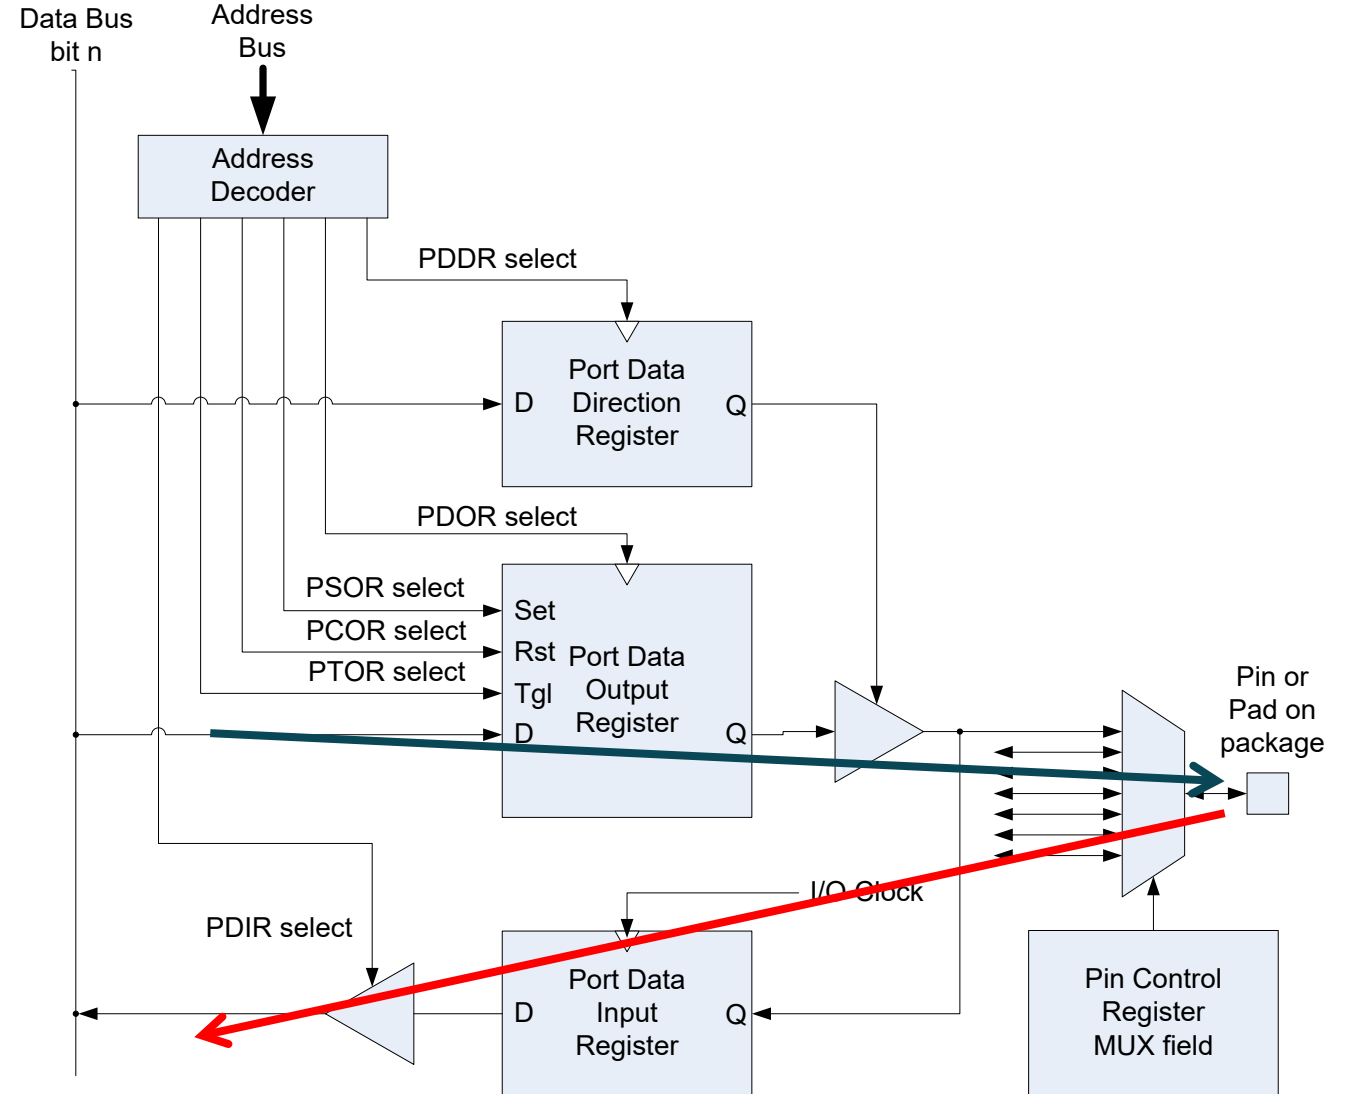 Data Bus
bit n
Address
Bus
Address
Decoder
PDDR select
Port Data
Direction
Register
D
Q
PDOR select
PSOR select
PCOR select
PTOR select
Set
Rst
Tgl
D
Port Data
Output
Register
Q
Pin or
Pad on
package
I/O Clock
PDIR select
Port Data
Input
Register
D
Q
Pin Control
Register
MUX field